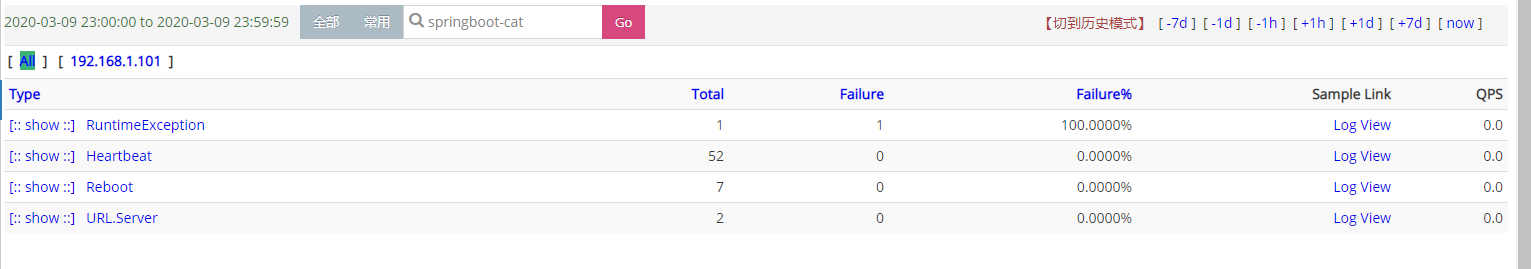 2020-03-09 23:00:00 to 2020-03-09 23:59:59 全部 常用 springboot-cat Go 【切到历史模式】 [ -7d ] [ -1d ] [ -1h ] [ +1h ] [ +1d ] [ +7d ] [ now ]
[ All ] [ 192.168.1.101 ]
Type Total Failure Failure% Sample Link QPS
[:: show ::] RuntimeException 1 1 100.0000% Log View 0.0
[:: show ::] Heartbeat 52 0 0.0000% Log View 0.0
[:: show ::] Reboot 7 0 0.0000% Log View 0.0
[:: show ::] URL.Server 2 0 0.0000% Log View 0.0